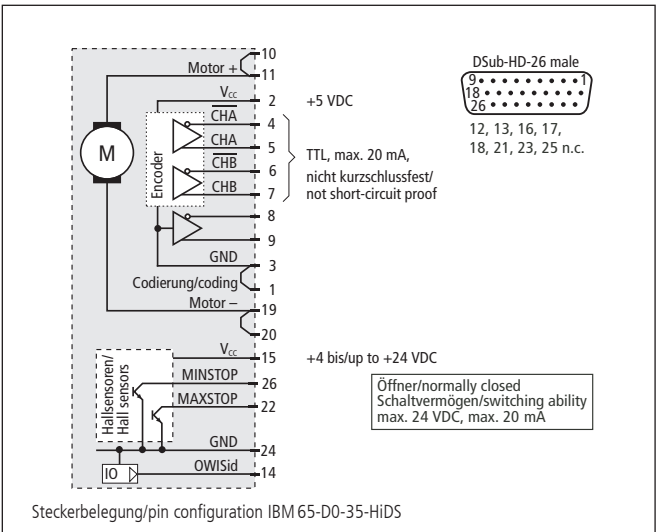 10
Motor +
11
Vcc
2
+5 VDC
CHA
4
CHA
5
CHB
6
CHB
7
TTL, max. 20 mA,
nicht kurzschlussfest/
not short-circuit proof
M
Encoder
8
9
GND
3
Codierung/coding
1
Motor –
19
20
Vcc
15
+4 bis/up to +24 VDC
Hallsensoren/
Hall sensors
MINSTOP
26
MAXSTOP
22
GND
24
IO
OWISid
14
DSub-HD-26 male
9
1
18
26
12, 13, 16, 17,
18, 21, 23, 25 n.c.
Öffner/normally closed
Schaltvermögen/switching ability
max. 24 VDC, max. 20 mA
Steckerbelegung/pin configuration IBM 65-D0-35-HiDS